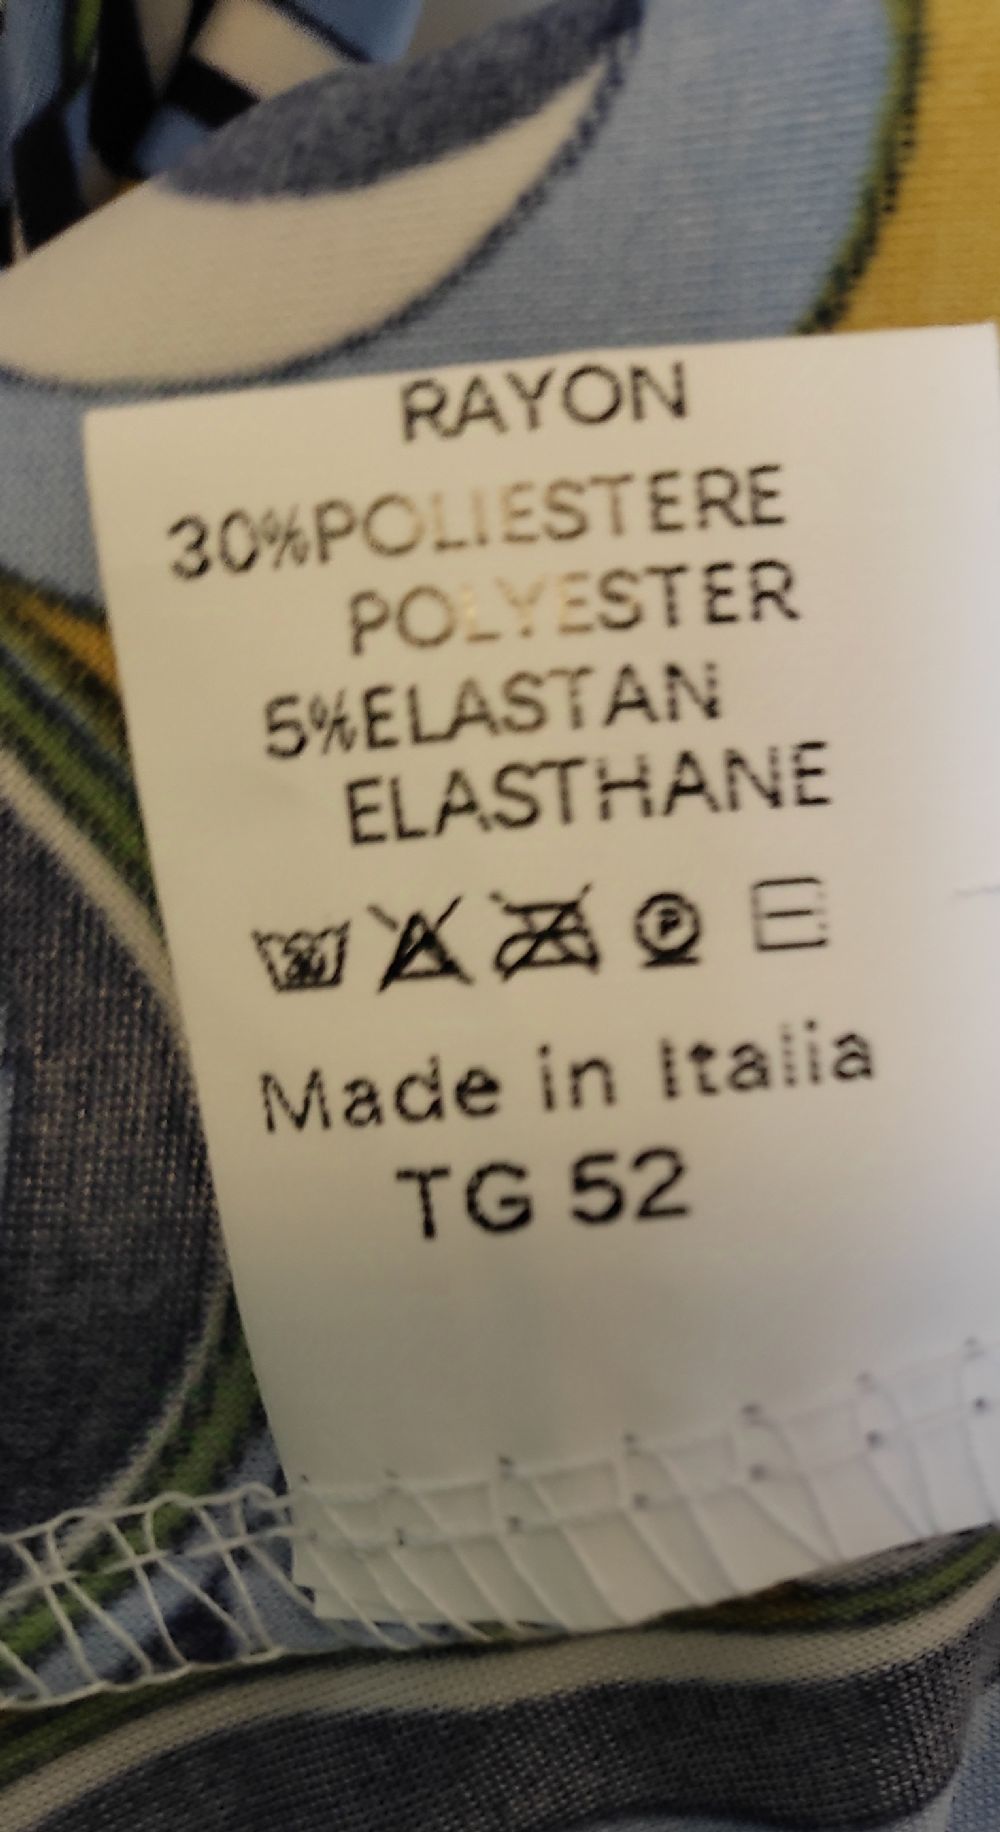 RAYON
30%POLIESTERE
POLYESTER
5%ELASTAN
ELASTHANE
P
Made in Italia
TG 52